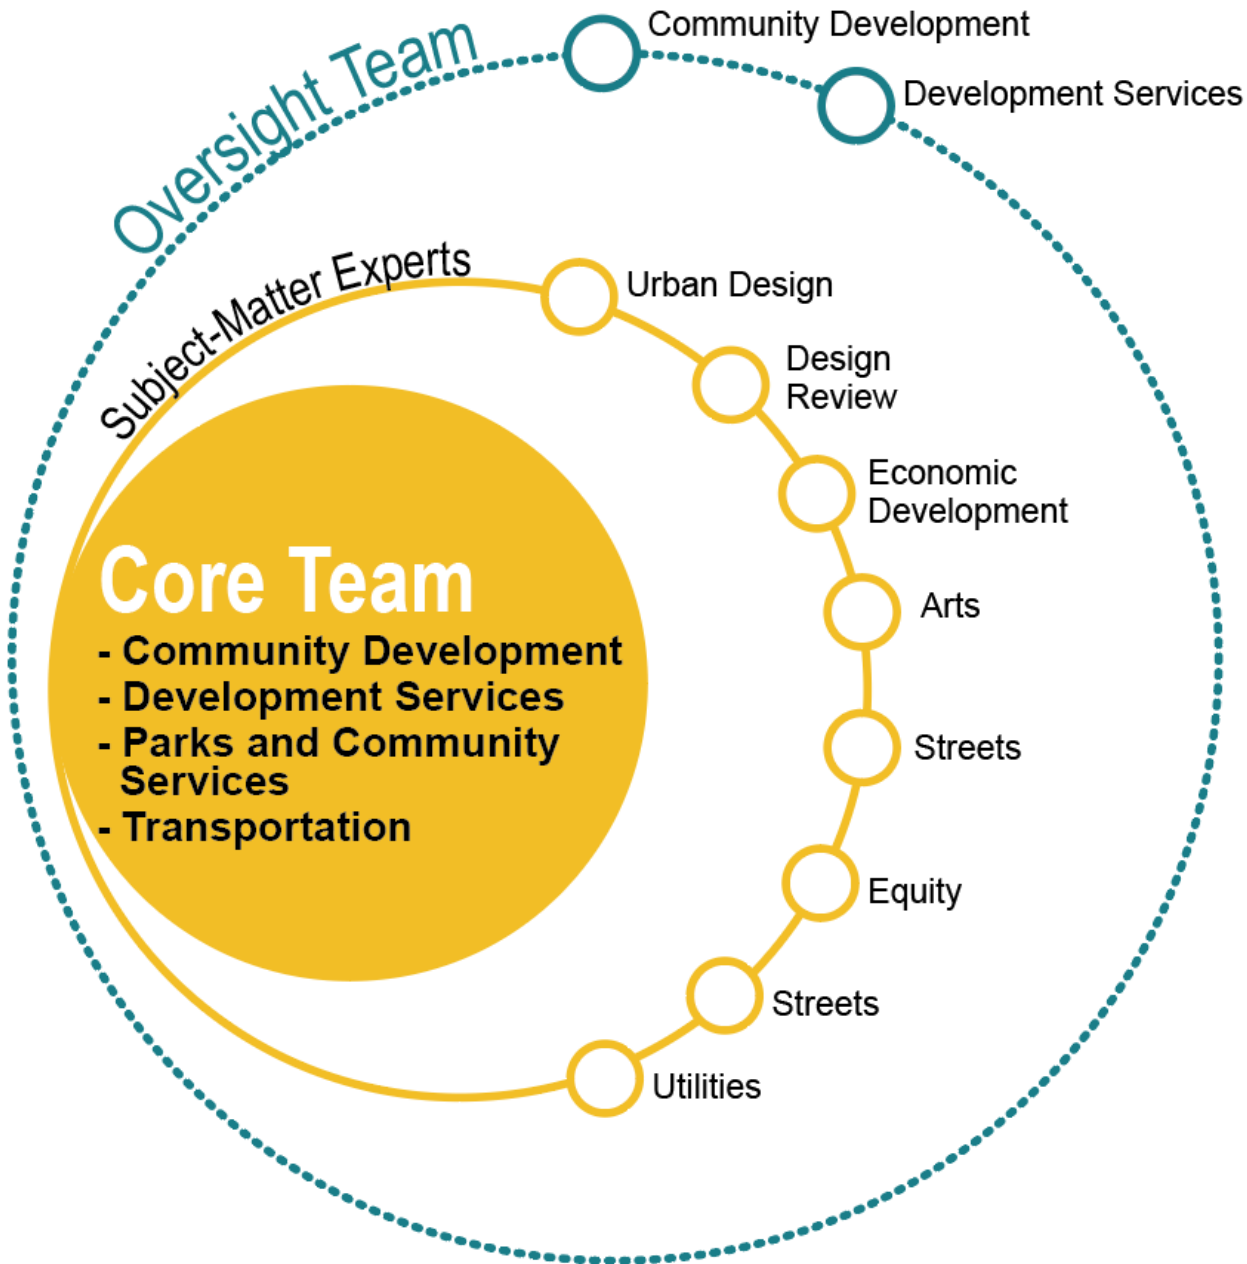 Oversight Team
Community Development
Development Services
Subject-Matter Experts
Urban Design
Design
Review
Economic
Development
Arts
Streets
Equity
Streets
Utilities
Core Team
- Community Development
- Development Services
- Parks and Community
Services
- Transportation